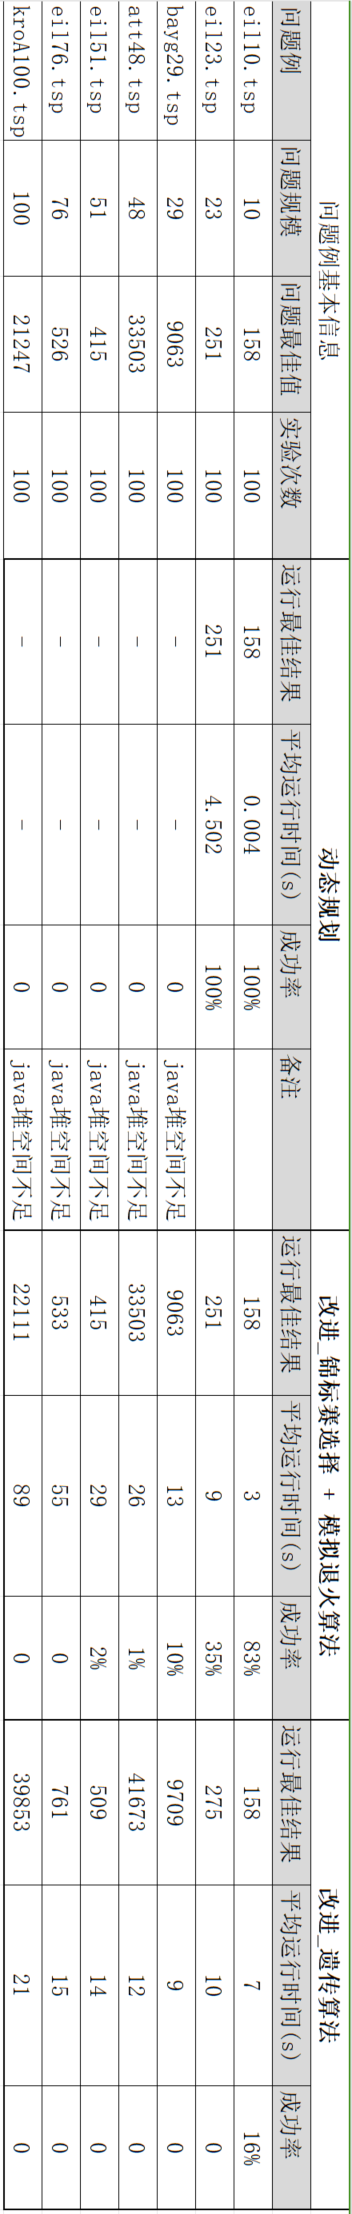 问题例基本信息 动态规划 改进_锦标赛选择 + 模拟退火算法 改进_遗传算法
问题例 问题规模 问题最佳值 实验次数 运行最佳结果 平均运行时间(s) 成功率 备注 运行最佳结果 平均运行时间(s) 成功率 运行最佳结果 平均运行时间(s) 成功率
eil10.tsp 10 158 100 158 0.004 100% 158 3 83% 158 7 16%
eil23.tsp 23 251 100 251 4.502 100% 251 9 35% 275 10 0
bayg29.tsp 29 9063 100 - - 0 java堆空间不足 9063 13 10% 9709 9 0
att48.tsp 48 33503 100 - - 0 java堆空间不足 33503 26 1% 41673 12 0
eil51.tsp 51 415 100 - - 0 java堆空间不足 415 29 2% 509 14 0
eil76.tsp 76 526 100 - - 0 java堆空间不足 533 55 0 761 15 0
kroA100.tsp 100 21247 100 - - 0 java堆空间不足 22111 89 0 39853 21 0